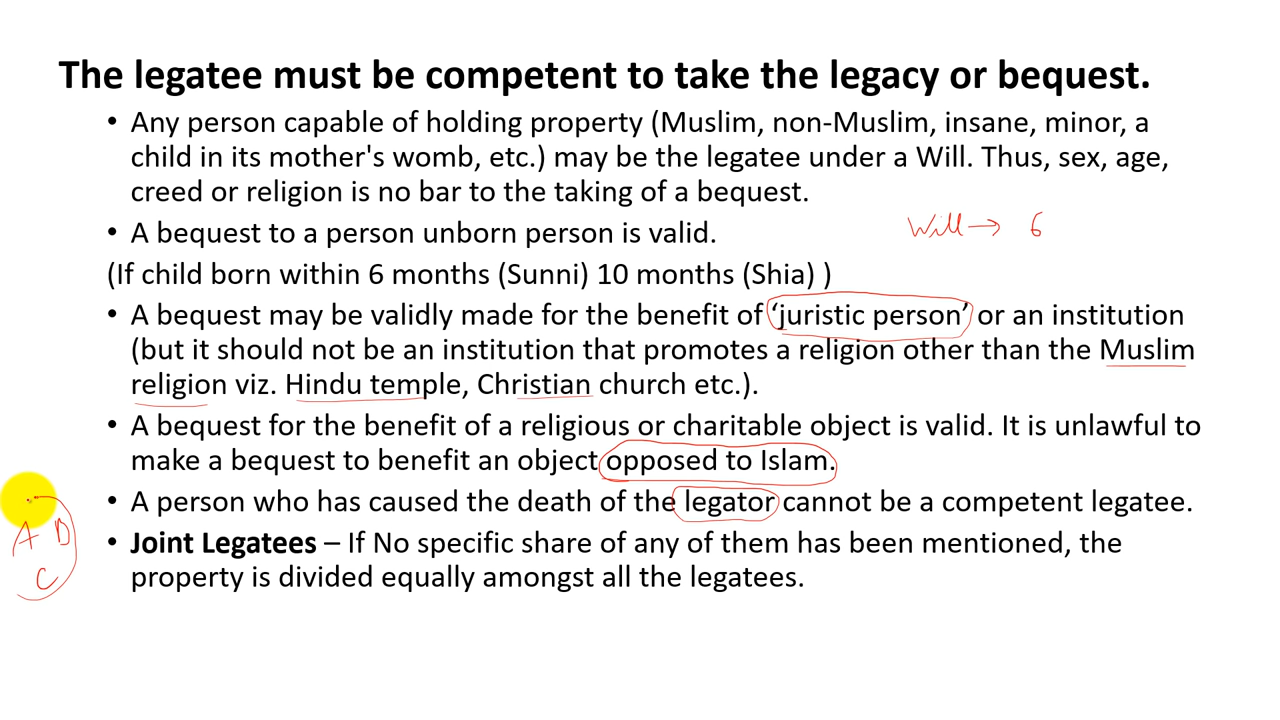 The legatee must be competent to take the legacy or bequest.
• Any person capable of holding property (Muslim, non-Muslim, insane, minor, a
child in its mother's womb, etc.) may be the legatee under a Will. Thus, sex, age,
creed or religion is no bar to the taking of a bequest.
• A bequest to a person unborn person is valid.
Will → 6
(If child born within 6 months (Sunni) 10 months (Shia) )
• A bequest may be validly made for the benefit of ‘juristic person’ or an institution
(but it should not be an institution that promotes a religion other than the Muslim
religion viz. Hindu temple, Christian church etc.).
• A bequest for the benefit of a religious or charitable object is valid. It is unlawful to
make a bequest to benefit an object opposed to Islam.
• A person who has caused the death of the legator cannot be a competent legatee.
• Joint Legatees – If No specific share of any of them has been mentioned, the
property is divided equally amongst all the legatees.
A B
C